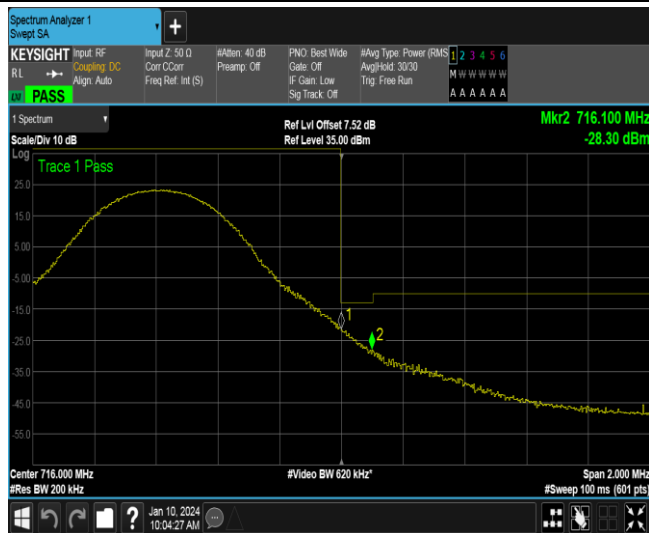 Spectrum Analyzer 1
Swept SA
KEYSIGHT
RL
PASS
Input: RF
Coupling: DC
Align: Auto
Input Z: 50 Ω
Corr CCorr
Freq Ref: Int (S)
#Atten: 40 dB
Preamp: Off
PNO: Best Wide
Gate: Off
IF Gain: Low
Sig Track: Off
#Avg Type: Power (RMS
Avg|Hold: 30/30
Trig: Free Run
1 2 3 4 5 6
M W W W W W
A A A A A A
1 Spectrum
Scale/Div 10 dB
Ref Lvl Offset 7.52 dB
Ref Level 35.00 dBm
Mkr2 716.100 MHz
-28.30 dBm
Log
Trace 1 Pass
25.0
15.0
5.00
-5.00
-15.0
-25.0
-35.0
-45.0
-55.0
1
2
Center 716.000 MHz
#Res BW 200 kHz
#Video BW 620 kHz*
Span 2.000 MHz
#Sweep 100 ms (601 pts)
?
Jan 10, 2024
10:04:27 AM